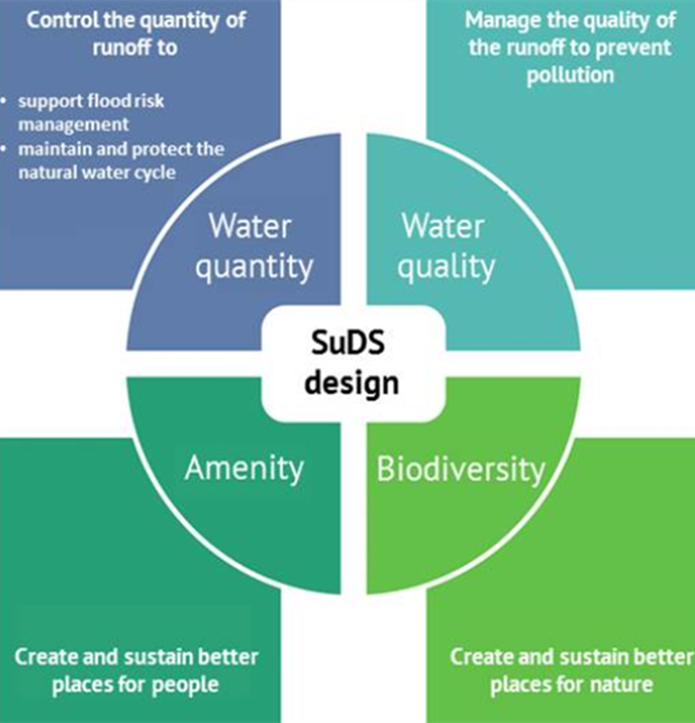 Control the quantity of
runoff to
• support flood risk
management
• maintain and protect the
natural water cycle
Manage the quality of
the runoff to prevent
pollution
Water
quantity
Water
quality
SuDS
design
Amenity
Biodiversity
Create and sustain better
places for people
Create and sustain better
places for nature